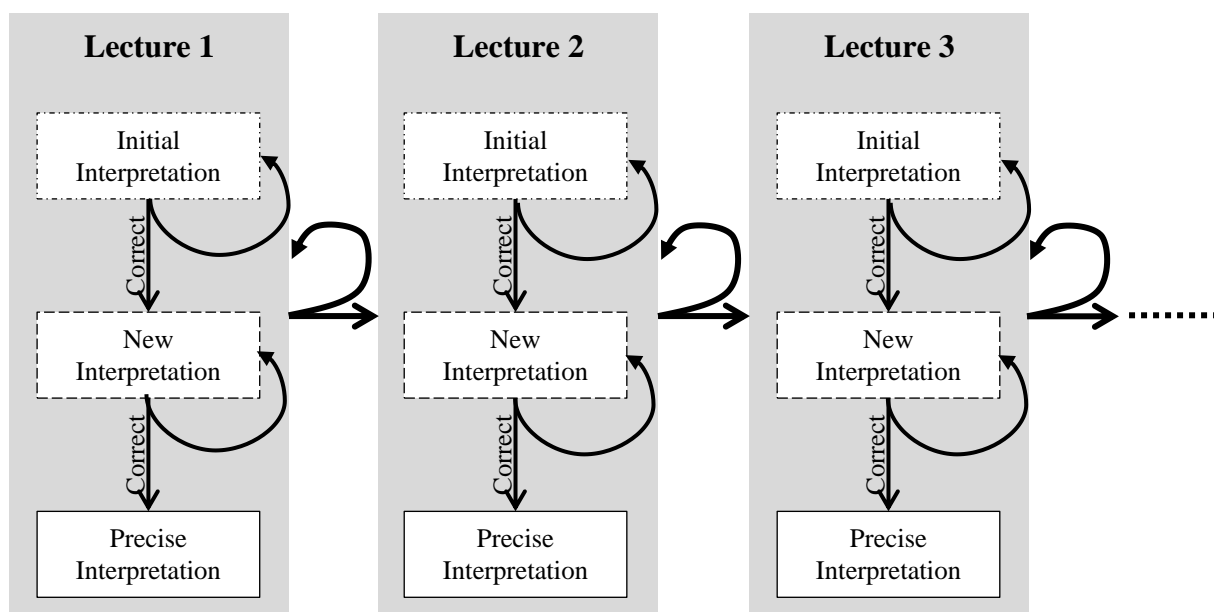 Lecture 1
Initial
Interpretation
Correct
New
Interpretation
Correct
Precise
Interpretation
Lecture 2
Initial
Interpretation
Correct
New
Interpretation
Correct
Precise
Interpretation
Lecture 3
Initial
Interpretation
Correct
New
Interpretation
Correct
Precise
Interpretation